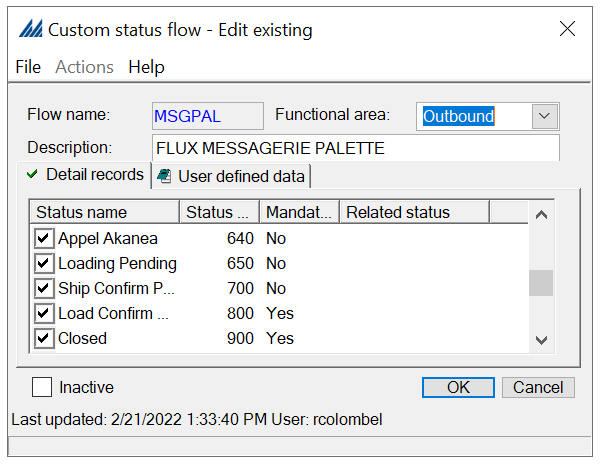 Custom status flow - Edit existing
File Actions Help
Flow name: MSGPAL Functional area: Outbound
Description: FLUX MESSAGERIE PALETTE
Detail records User defined data
Status name Status ... Mandat... Related status
Appel Akanea 640 No
Loading Pending 650 No
Ship Confirm P... 700 No
Load Confirm ... 800 Yes
Closed 900 Yes
Inactive OK Cancel
Last updated: 2/21/2022 1:33:40 PM User: rcolombel